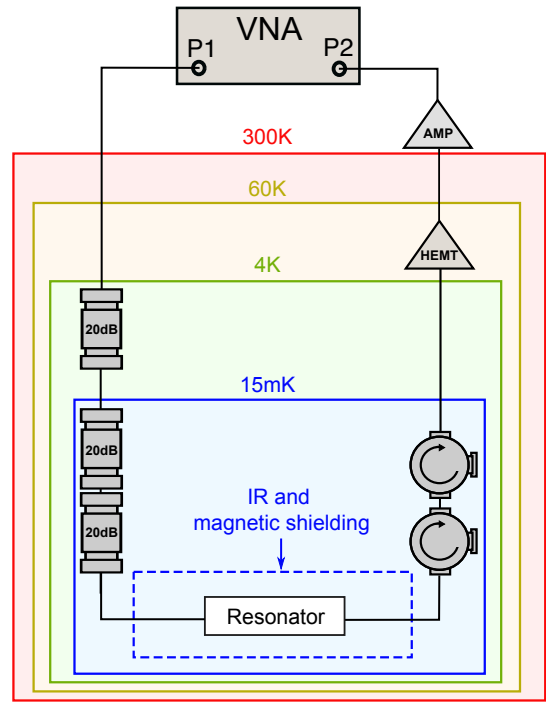 VNA
P1
P2
AMP
300K
60K
HEMT
4K
20dB
15mK
20dB
IR and
magnetic shielding
20dB
Resonator